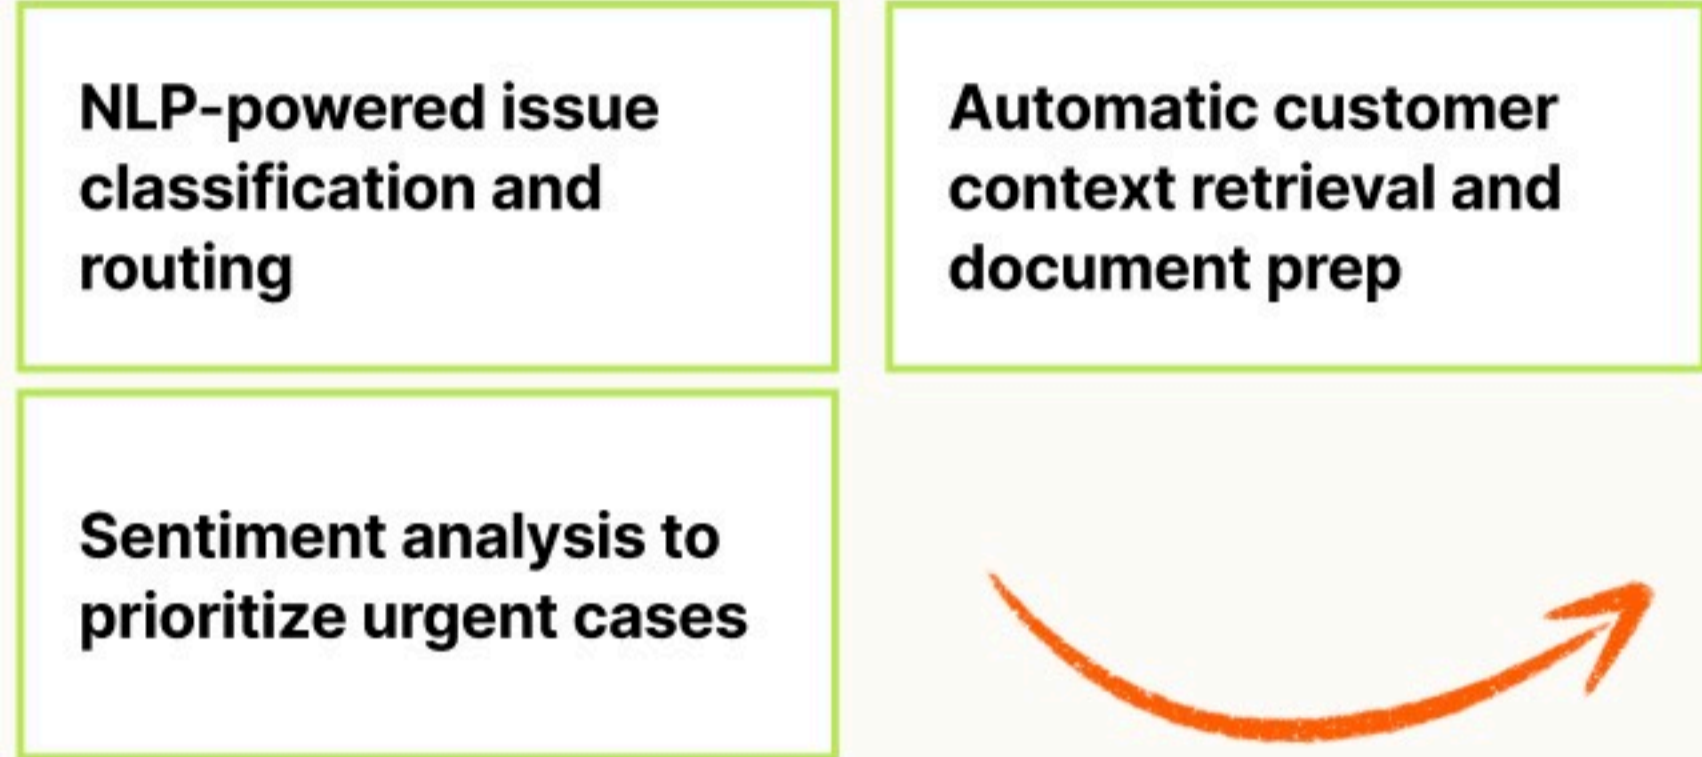 NLP-powered issue
classification and
routing
Automatic customer
context retrieval and
document prep
Sentiment analysis to
prioritize urgent cases